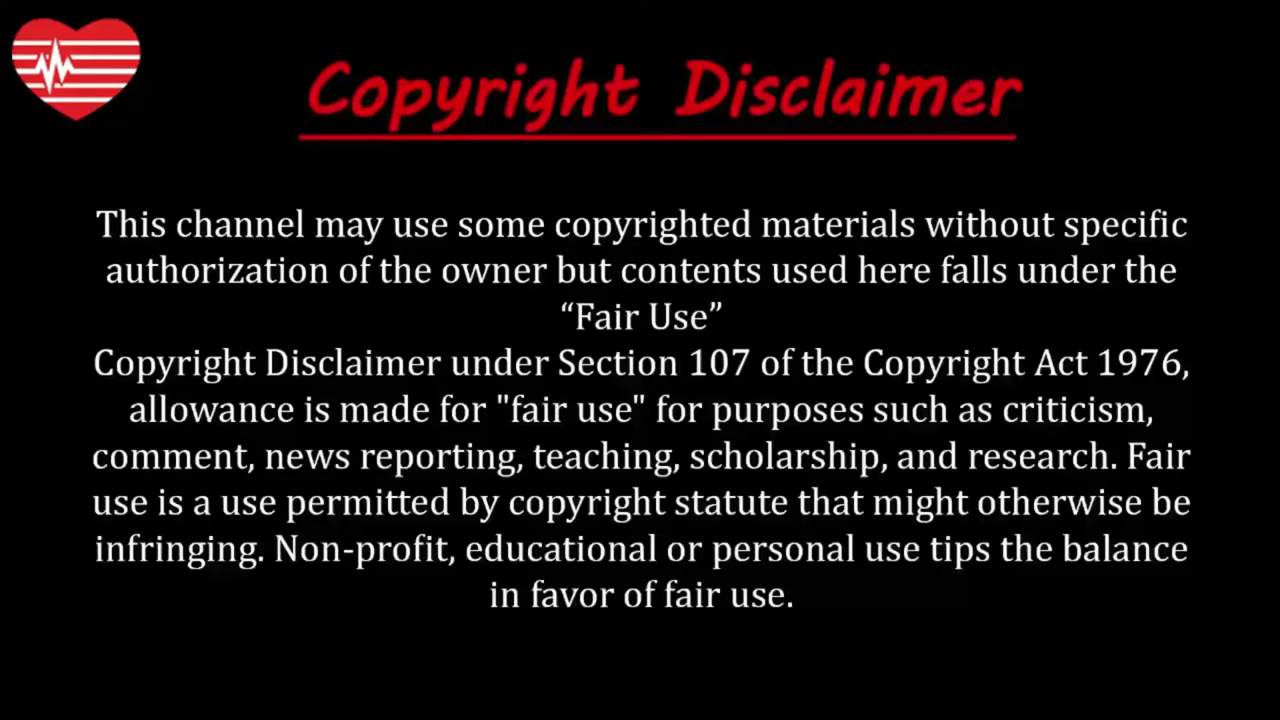 Copyright Disclaimer
This channel may use some copyrighted materials without specific
authorization of the owner but contents used here falls under the
“Fair Use”
Copyright Disclaimer under Section 107 of the Copyright Act 1976,
allowance is made for "fair use" for purposes such as criticism,
comment, news reporting, teaching, scholarship, and research. Fair
use is a use permitted by copyright statute that might otherwise be
infringing. Non-profit, educational or personal use tips the balance
in favor of fair use.